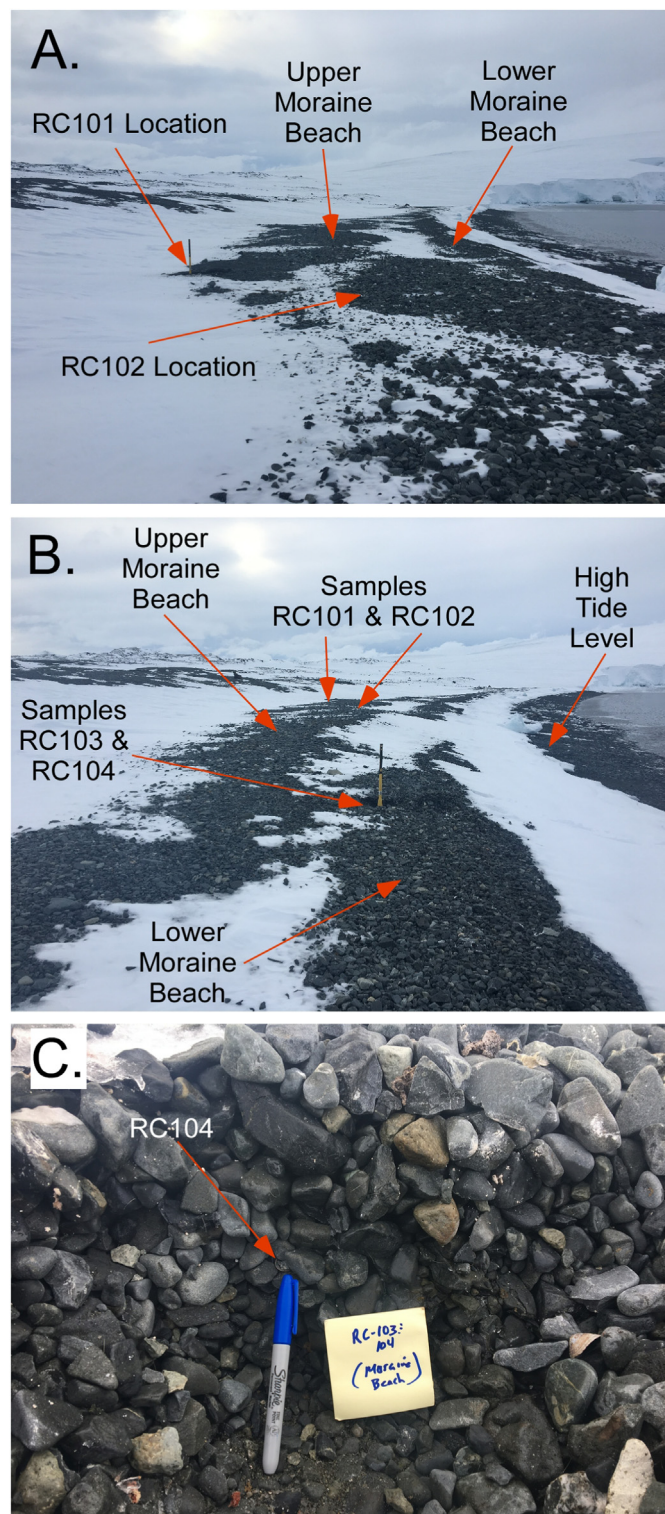 A.
Upper
Moraine
Beach
Lower
Moraine
Beach
RC101 Location
RC102 Location
B.
Upper
Moraine
Beach
Samples
RC101 & RC102
High
Tide
Level
Samples
RC103 &
RC104
Lower
Moraine
Beach
C.
RC104
RC-103:
104
(Moraine
Beach)
Sharpie